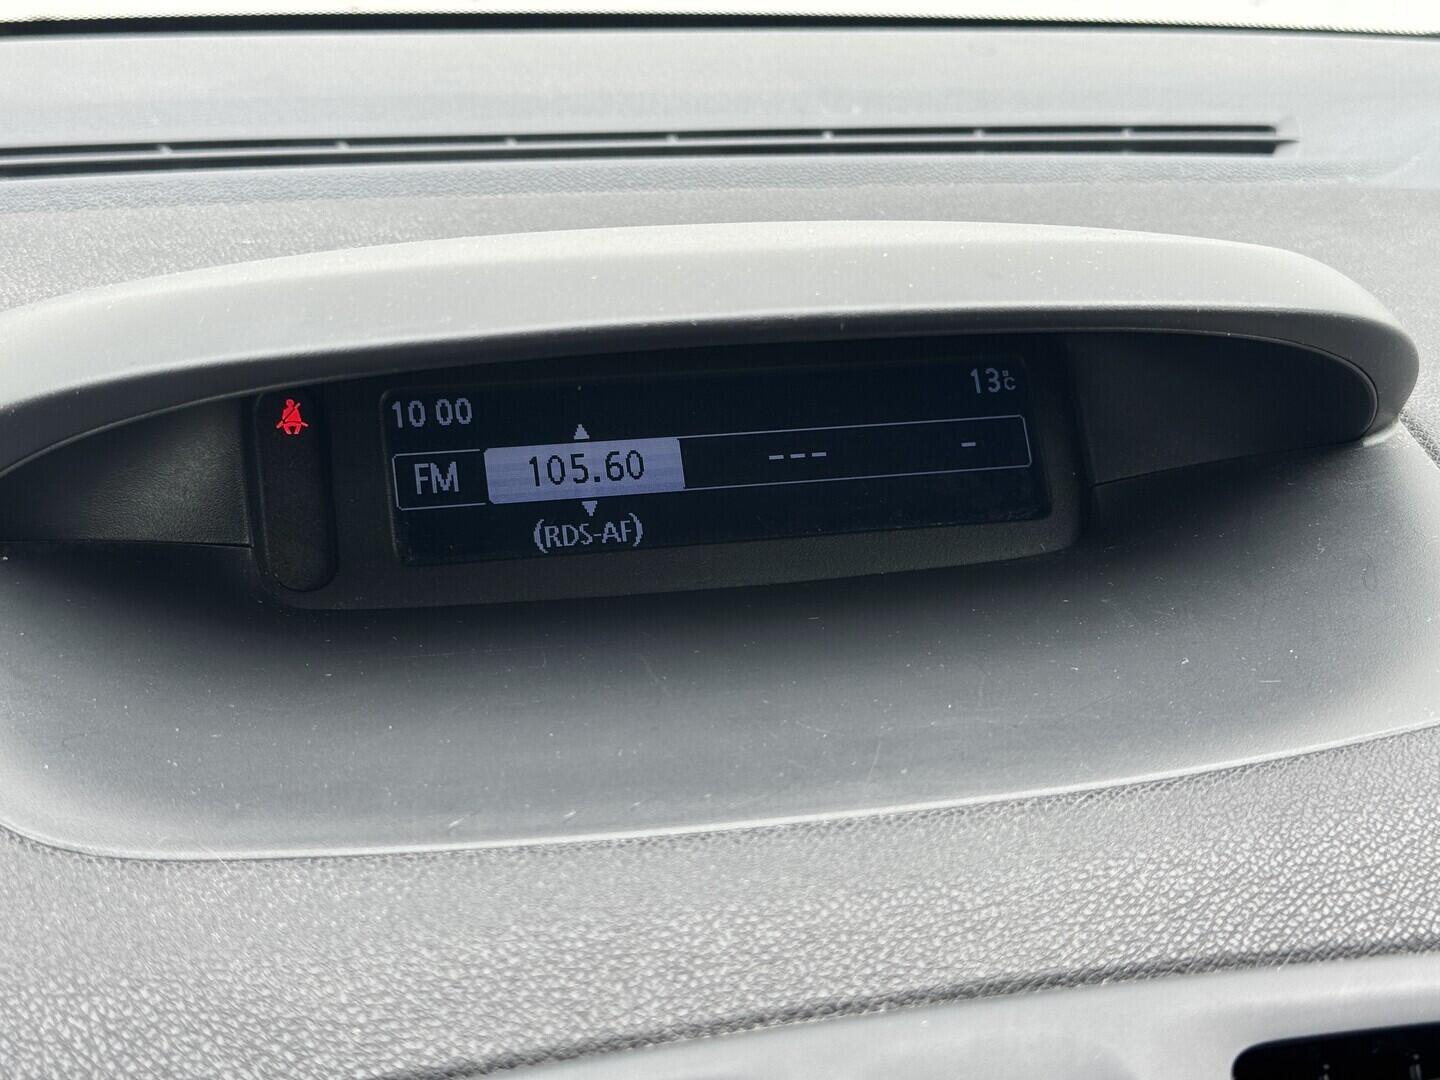 10 00
13°C
FM 105.60 --- -
(RDS-AF)